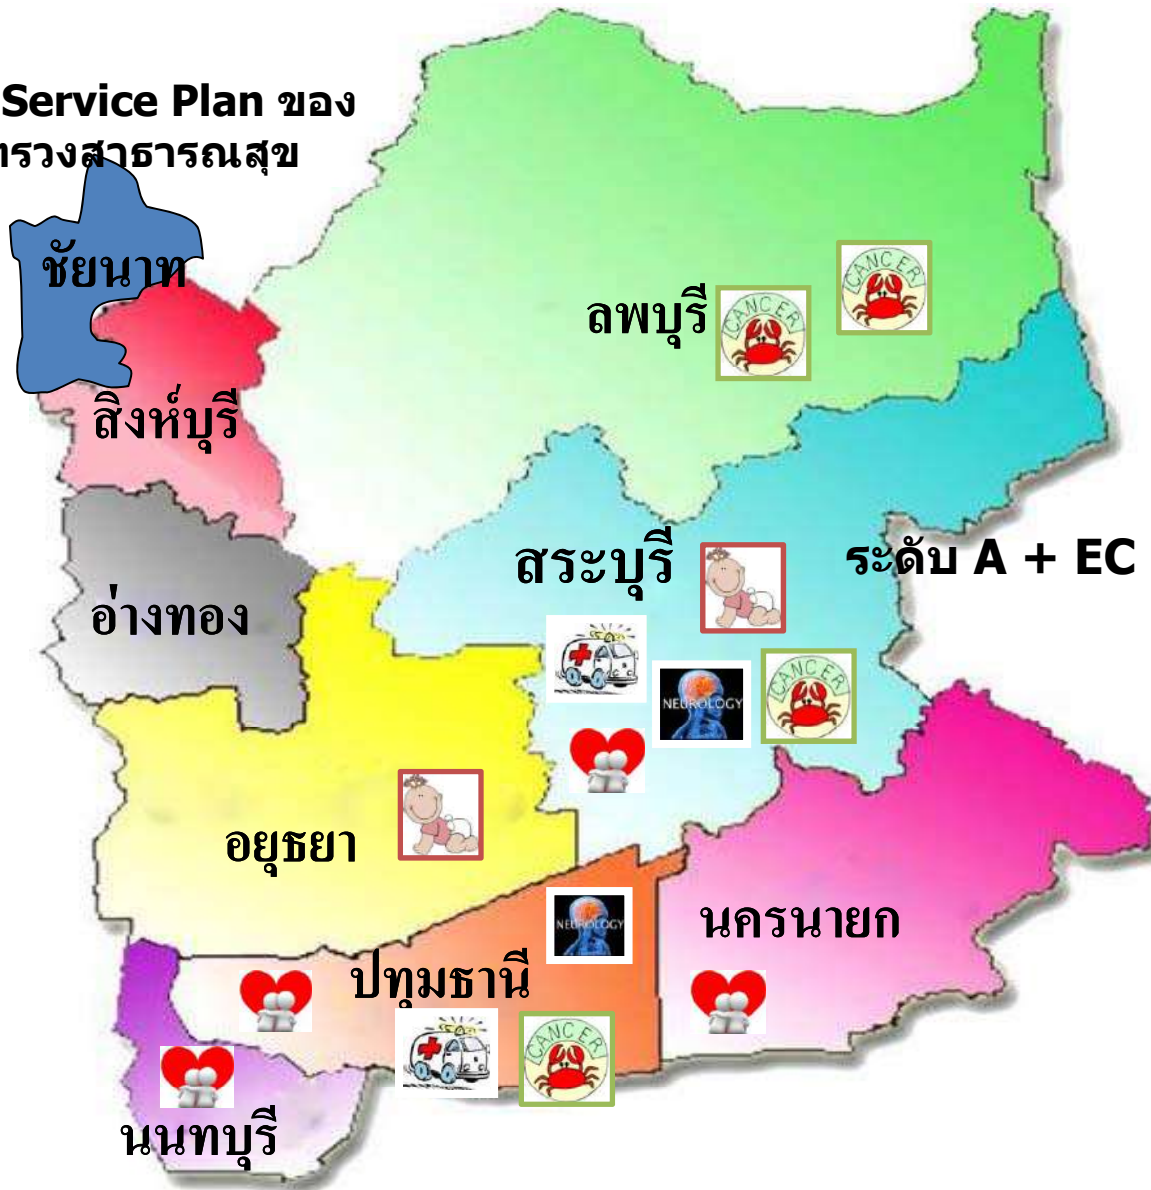 Service Plan ของ
ทรวงสาธารณสุข
ชัยนาท
ลพบุรี
CANCER
CANCER
สิงห์บุรี
สระบุรี
ระดับ A + EC
อ่างทอง
NEUROLOGY
CANCER
อยุธยา
นครนายก
NEUROLOGY
ปทุมธานี
CANCER
นนทบุรี